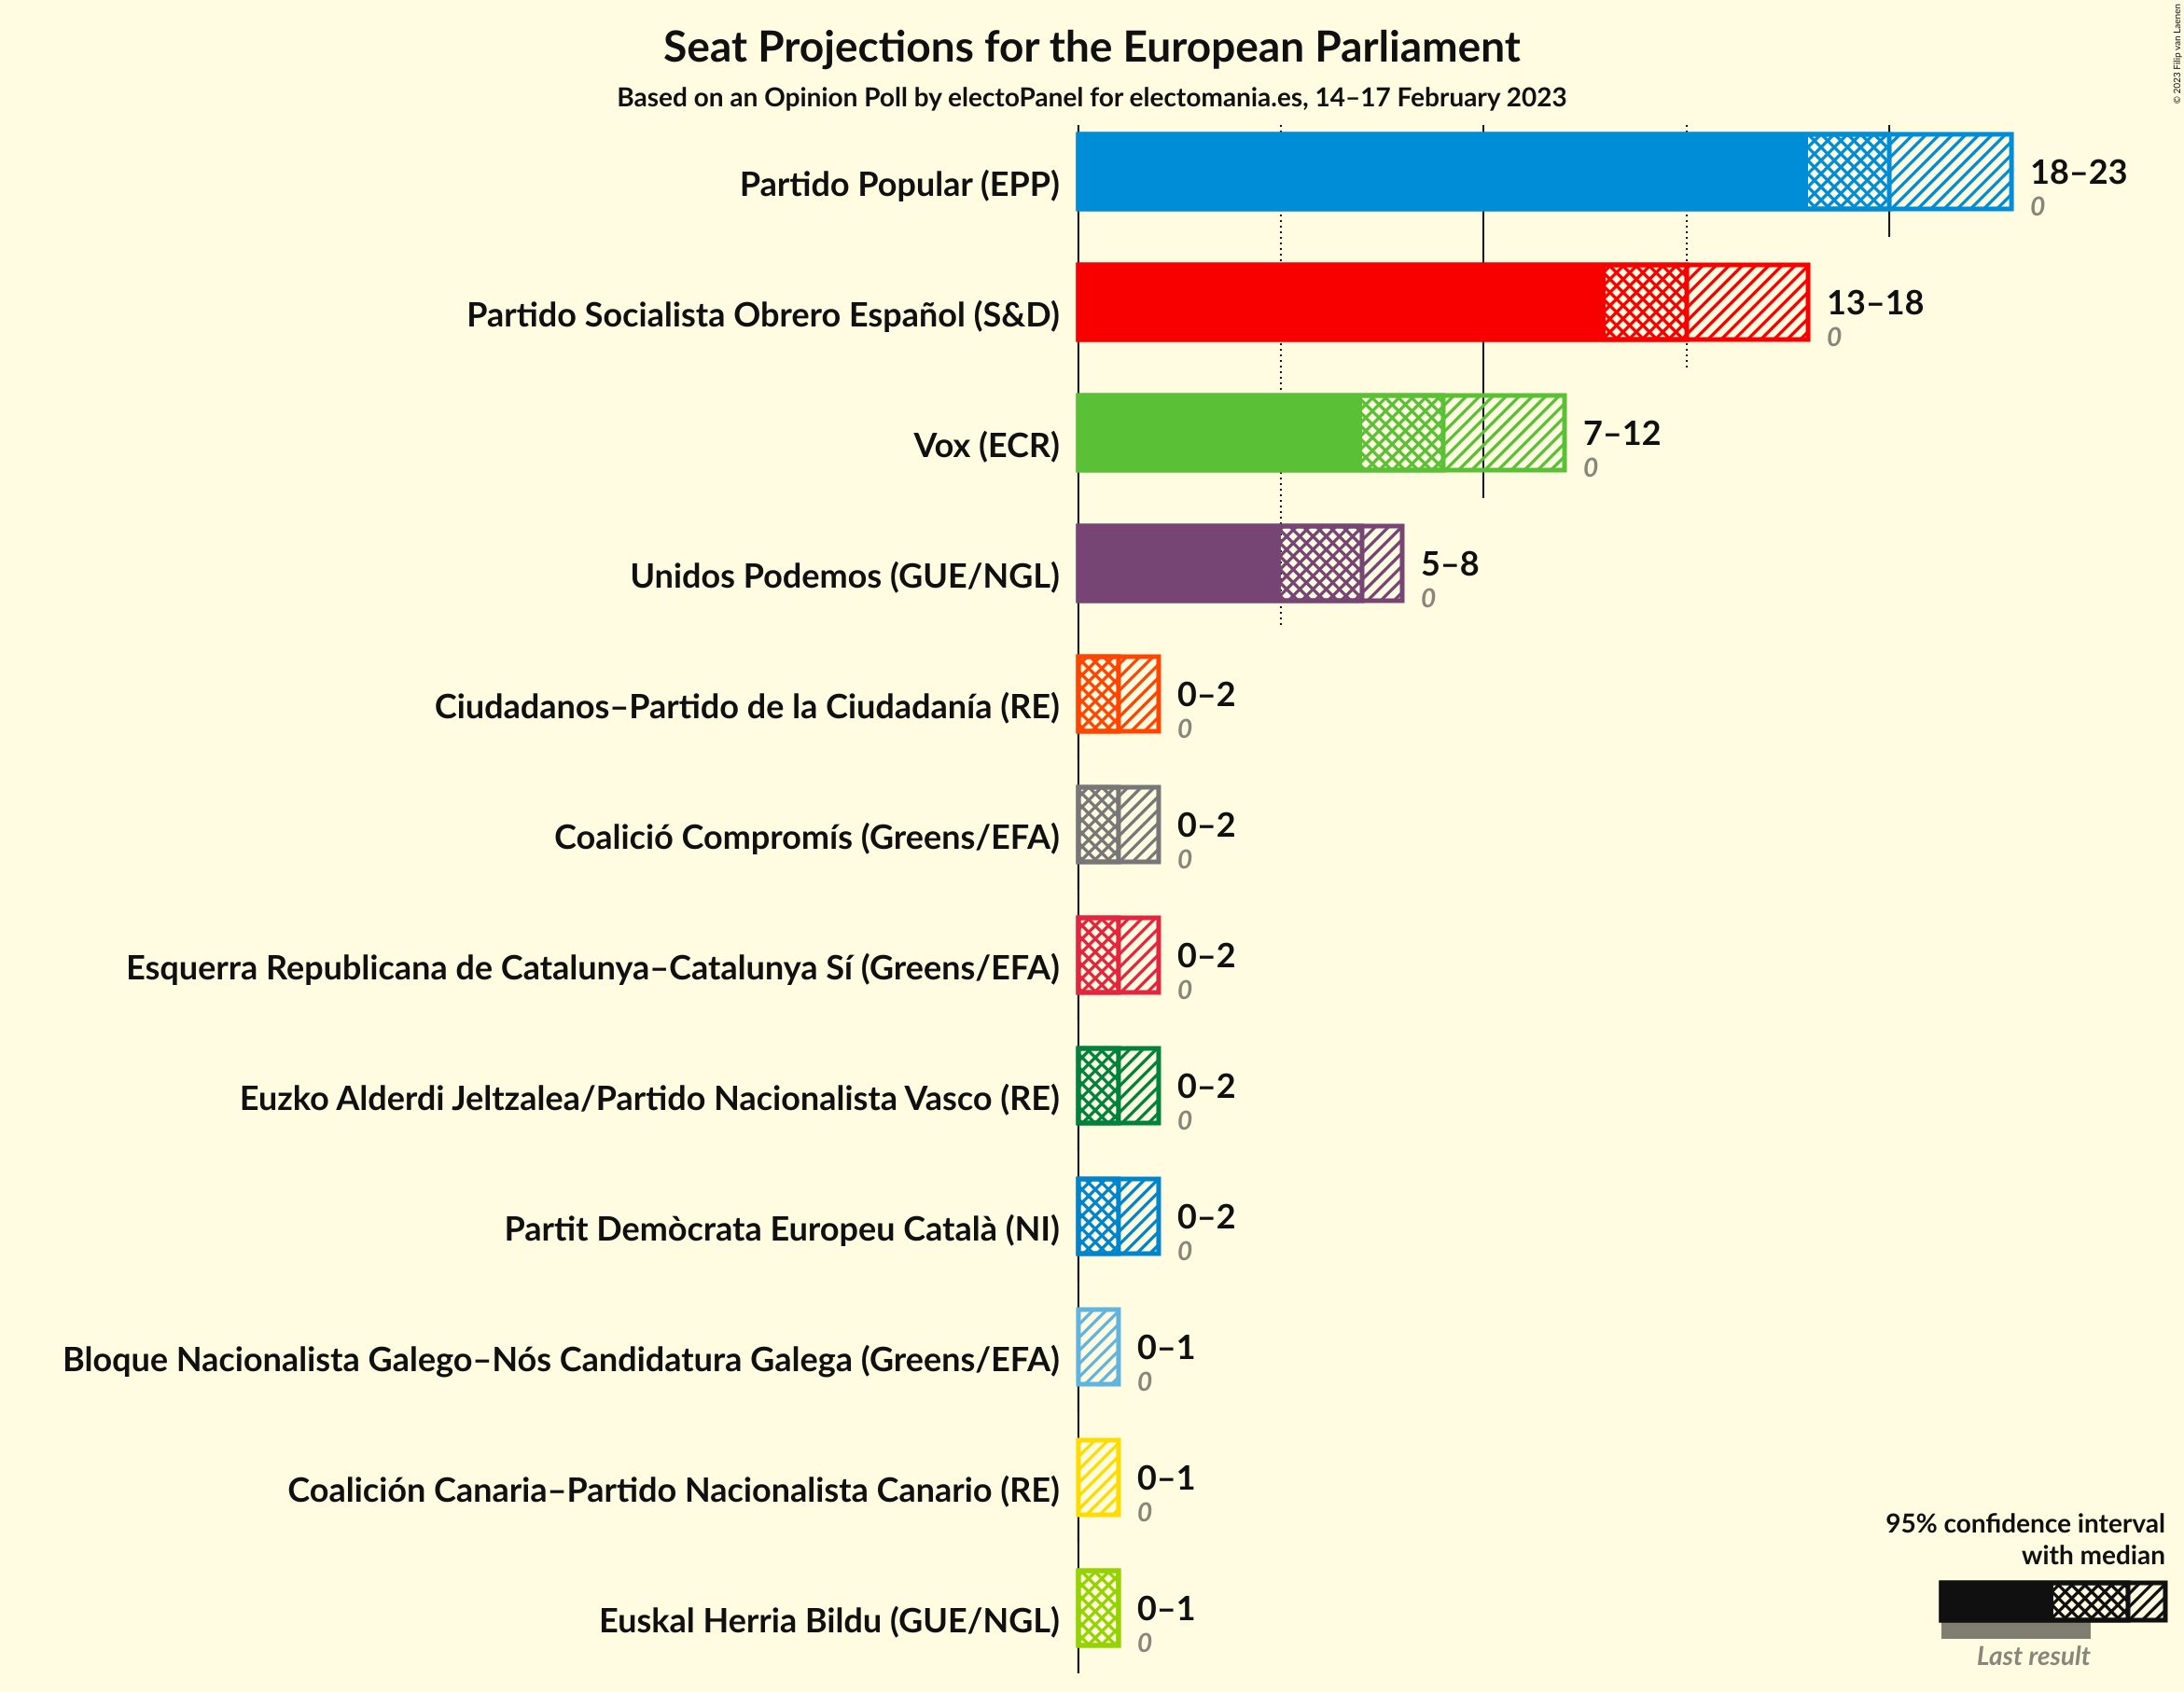 Seat Projections for the European Parliament
Based on an Opinion Poll by electoPanel for electomania.es, 14–17 February 2023
© 2023 Filip van Laenen
Partido Popular (EPP)
18–23
0
Partido Socialista Obrero Español (S&D)
13–18
0
Vox (ECR)
7–12
0
Unidos Podemos (GUE/NGL)
5–8
0
Ciudadanos–Partido de la Ciudadanía (RE)
0–2
0
Coalició Compromís (Greens/EFA)
0–2
0
Esquerra Republicana de Catalunya–Catalunya Sí (Greens/EFA)
0–2
0
Euzko Alderdi Jeltzalea/Partido Nacionalista Vasco (RE)
0–2
0
Partit Demòcrata Europeu Català (NI)
0–2
0
Bloque Nacionalista Galego–Nós Candidatura Galega (Greens/EFA)
0–1
0
Coalición Canaria–Partido Nacionalista Canario (RE)
0–1
0
Euskal Herria Bildu (GUE/NGL)
0–1
0
95% confidence interval
with median
Last result